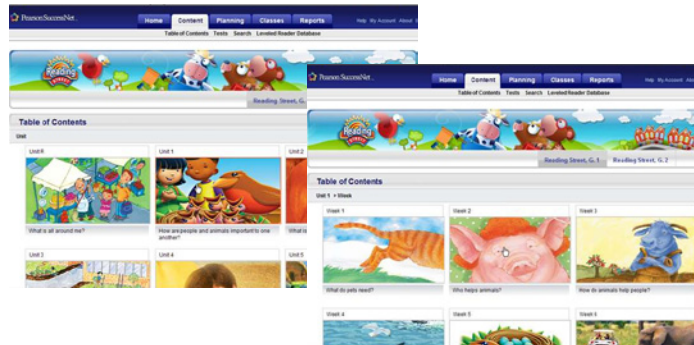 PearsonSuccessNet
Home Content Planning Classes Reports Help My Account About
Table of Contents Tests Search Leveled Reader Database
Reading Street
Reading Street, G.
Table of Contents
Unit
Unit R
Unit 1
Unit 2
What is all around me?
How are people and animals important to one another?
What is
Unit 3
Unit 4
Unit 5
PearsonSuccessNet
Home Content Planning Classes Reports Help My Account
Table of Contents Tests Search Leveled Reader Database
Reading
Reading Street, G. 1 Reading Street, G. 2
Table of Contents
Unit 1 > Week
Week 1
Week 2
Week 3
What do pets need?
Who helps animals?
How do animals help people?
Week 4
Week 5
Week 6